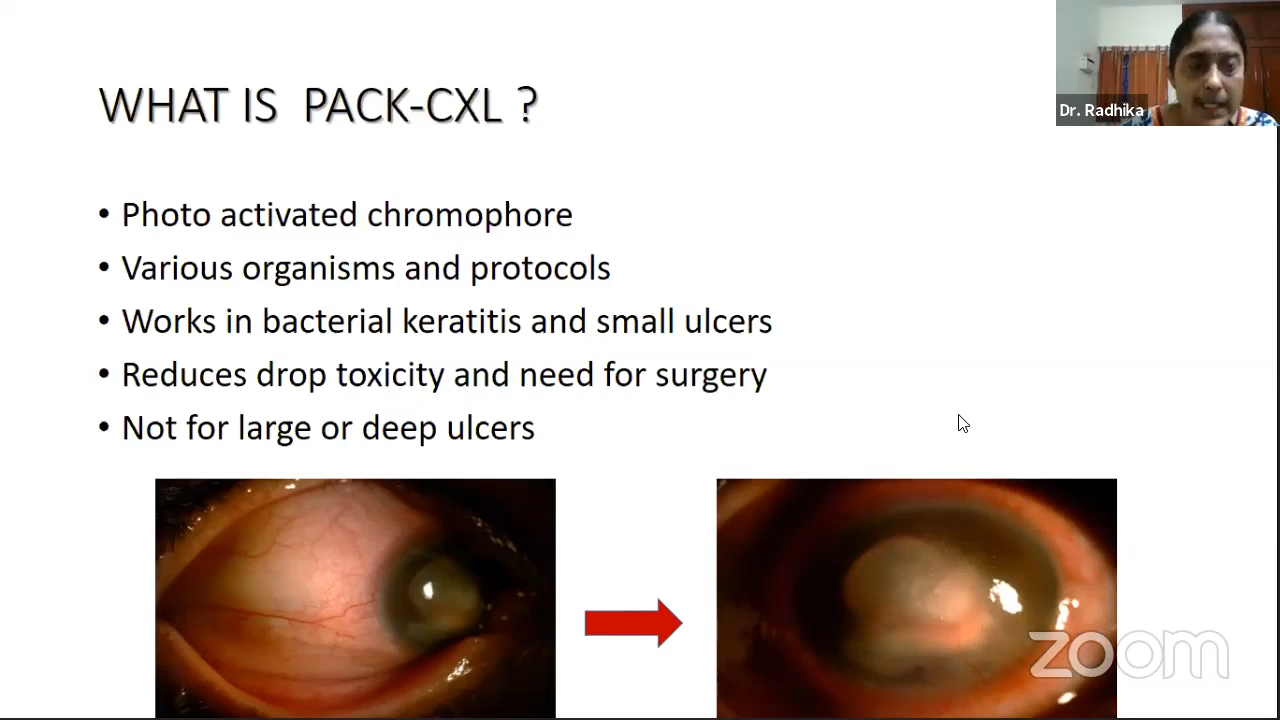 Dr. Radhika
WHAT IS PACK-CXL ?
• Photo activated chromophore
• Various organisms and protocols
• Works in bacterial keratitis and small ulcers
• Reduces drop toxicity and need for surgery
• Not for large or deep ulcers
zoom